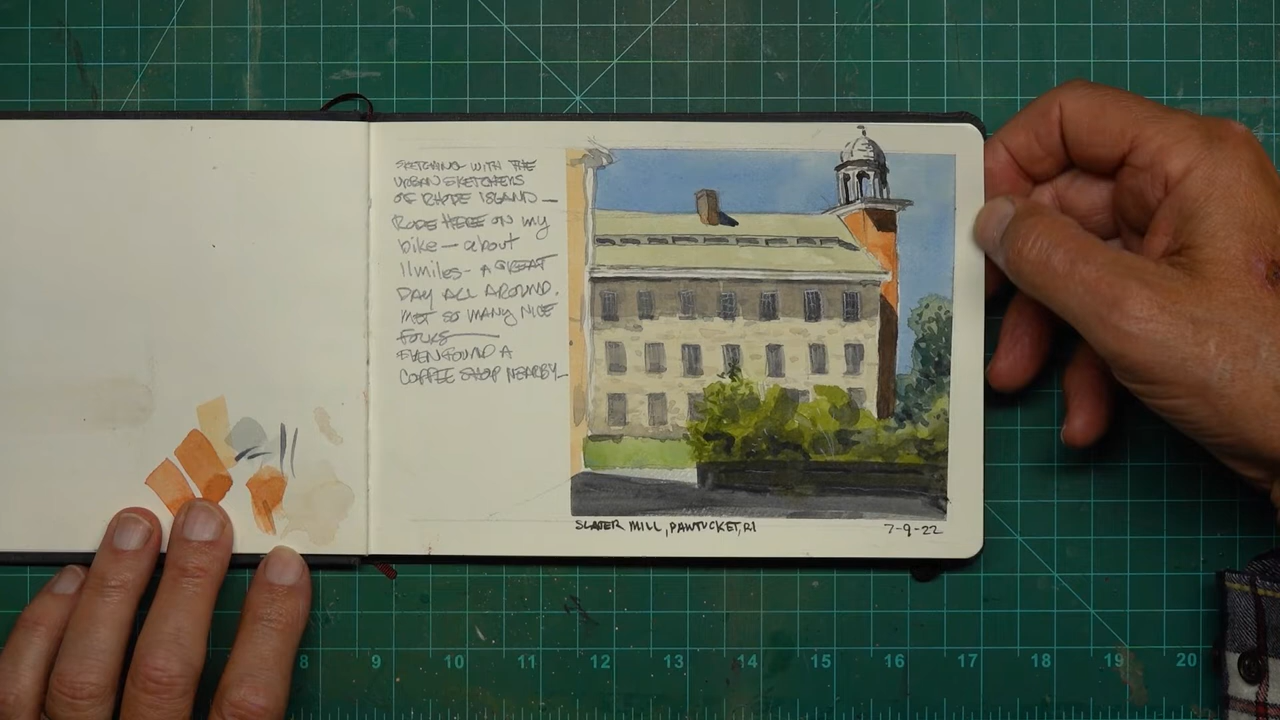 SKETCHING WITH THE
URBAN SKETCHERS
OF RHODE ISLAND —
RODE HERE ON my
bike — about
11 miles - A GREAT
DAY ALL AROUND.
MET SO MANY NICE
FOLKS —
EVEN FOUND A
COFFEE SHOP NEARBY —
SLATER MILL, PAWTUCKET, RI
7-9-22
8 9 10 11 12 13 14 15 16 17 18 19 20